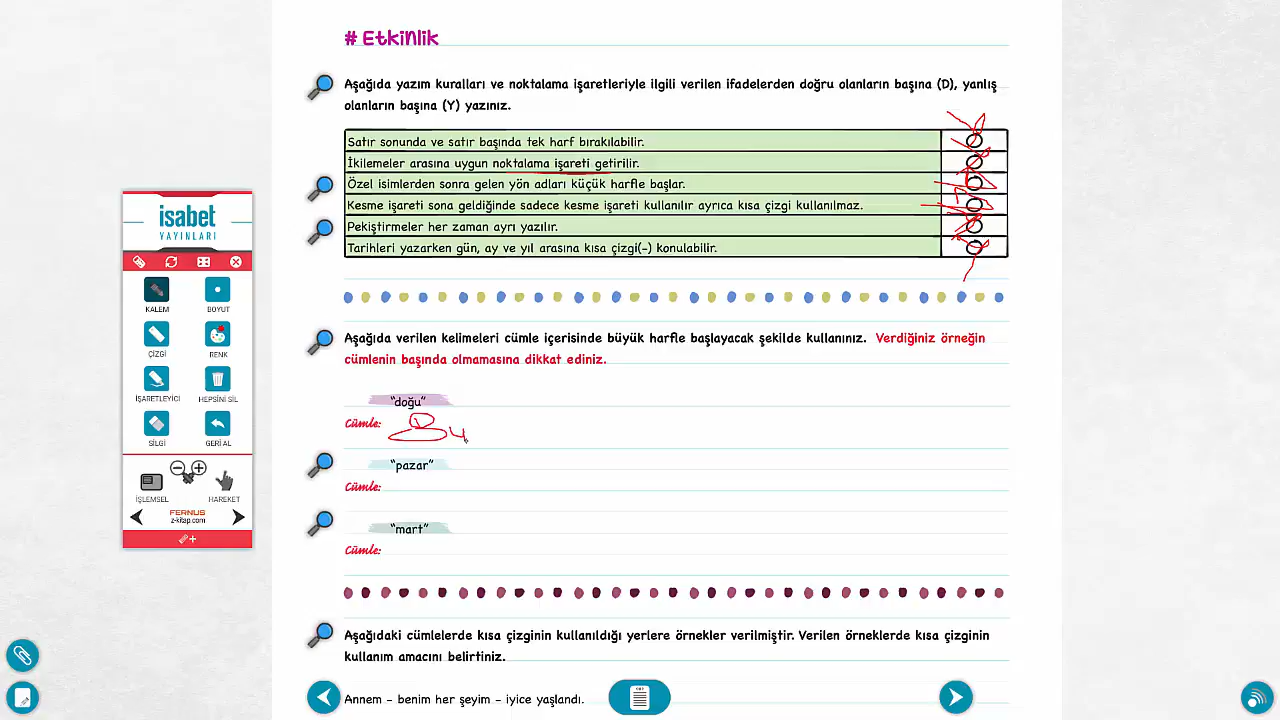 # Etkinlik
Aşağıda yazım kuralları ve noktalama işaretleriyle ilgili verilen ifadelerden doğru olanların başına (D), yanlış
olanların başına (Y) yazınız.
Satır sonunda ve satır başında tek harf bırakılabilir.
İkilemeler arasına uygun noktalama işareti getirilir.
Özel isimlerden sonra gelen yön adları küçük harfle başlar.
Kesme işareti sona geldiğinde sadece kesme işareti kullanılır ayrıca kısa çizgi kullanılmaz.
Pekiştirmeler her zaman ayrı yazılır.
Tarihleri yazarken gün, ay ve yıl arasına kısa çizgi(-) konulabilir.
isabet
YAYINLARI
KALEM
BOYUT
ÇİZGİ
RENK
İŞARETLEYİCİ
HEPSİNİ SİL
SİLGİ
GERİ AL
İŞLEMSEL
HAREKET
FERNUS
z-kitap.com
Aşağıda verilen kelimeleri cümle içerisinde büyük harfle başlayacak şekilde kullanınız. Verdiğiniz örneğin
cümlenin başında olmamasına dikkat ediniz.
"doğu"
Cümle:
"pazar"
Cümle:
"mart"
Cümle:
Aşağıdaki cümlelerde kısa çizginin kullanıldığı yerlere örnekler verilmiştir. Verilen örneklerde kısa çizginin
kullanım amacını belirtiniz.
Annem - benim her şeyim - iyice yaşlandı.